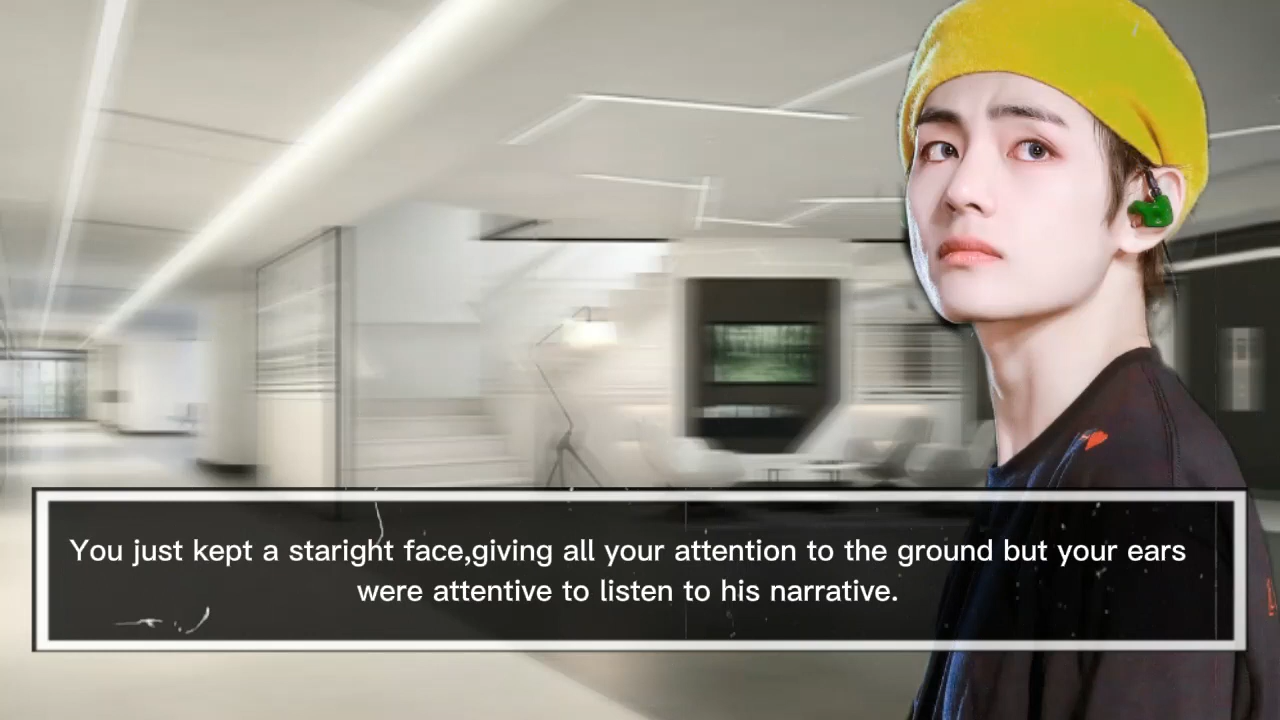 You just kept a staright face,giving all your attention to the ground but your ears
were attentive to listen to his narrative.